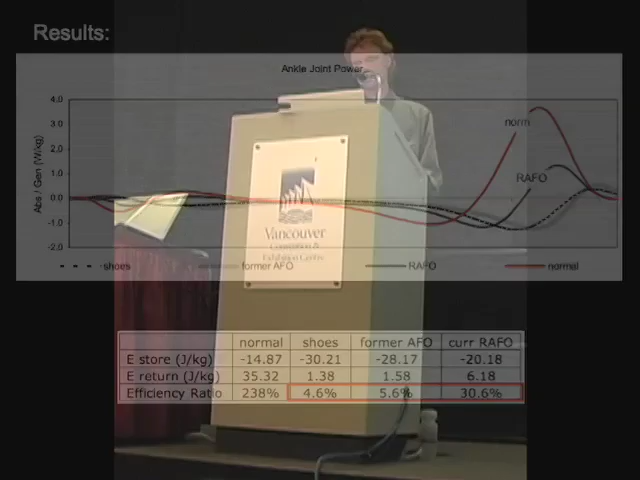 Results:
Ankle Joint Power
Abs / Gen (W/kg)
4.0
3.0
2.0
1.0
0.0
-1.0
-2.0
norm
RAFO
shoes
former AFO
RAFO
normal
Vancouver
Convention &
Exhibition Centre
normal shoes former AFO curr RAFO
E store (J/kg) -14.87 -30.21 -28.17 -20.18
E return (J/kg) 35.32 1.38 1.58 6.18
Efficiency Ratio 238% 4.6% 5.6% 30.6%